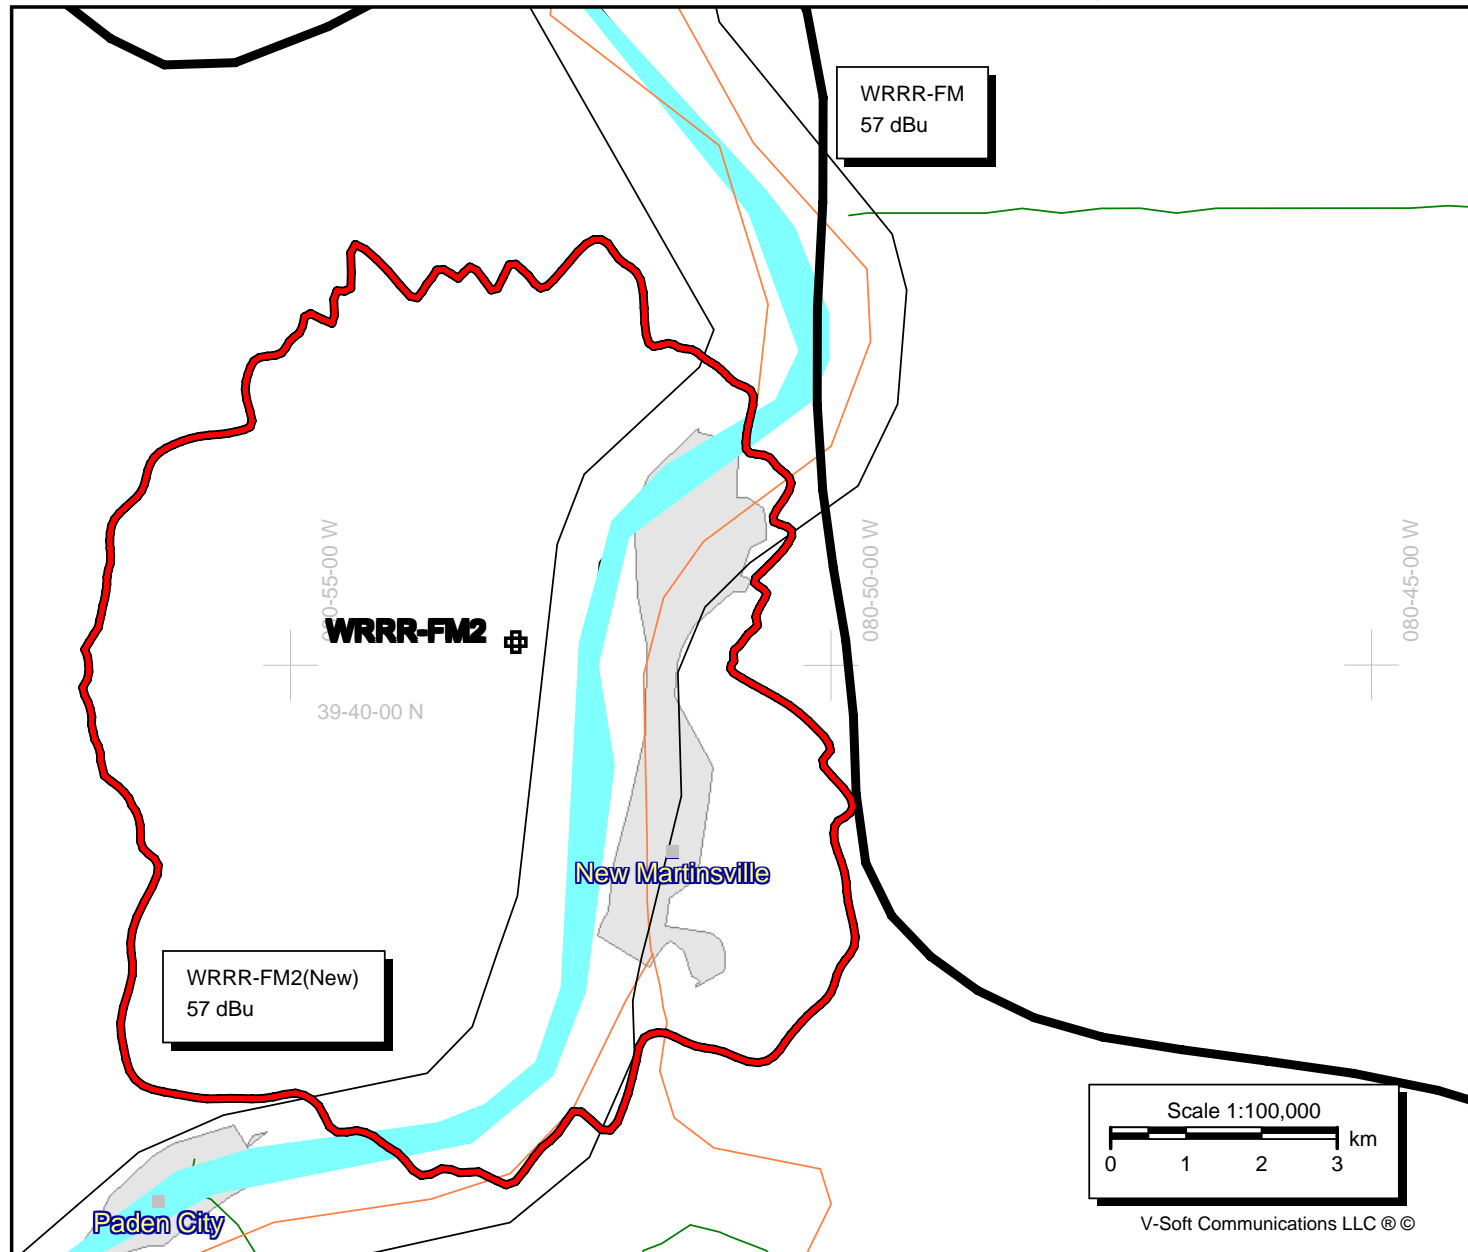 WRRR-FM
57 dBu
080-55-00 W
080-50-00 W
080-45-00 W
WRRR-FM2
39-40-00 N
New Martinsville
WRRR-FM2(New)
57 dBu
Scale 1:100,000
km
0 1 2 3
Paden City
V-Soft Communications LLC ® ©